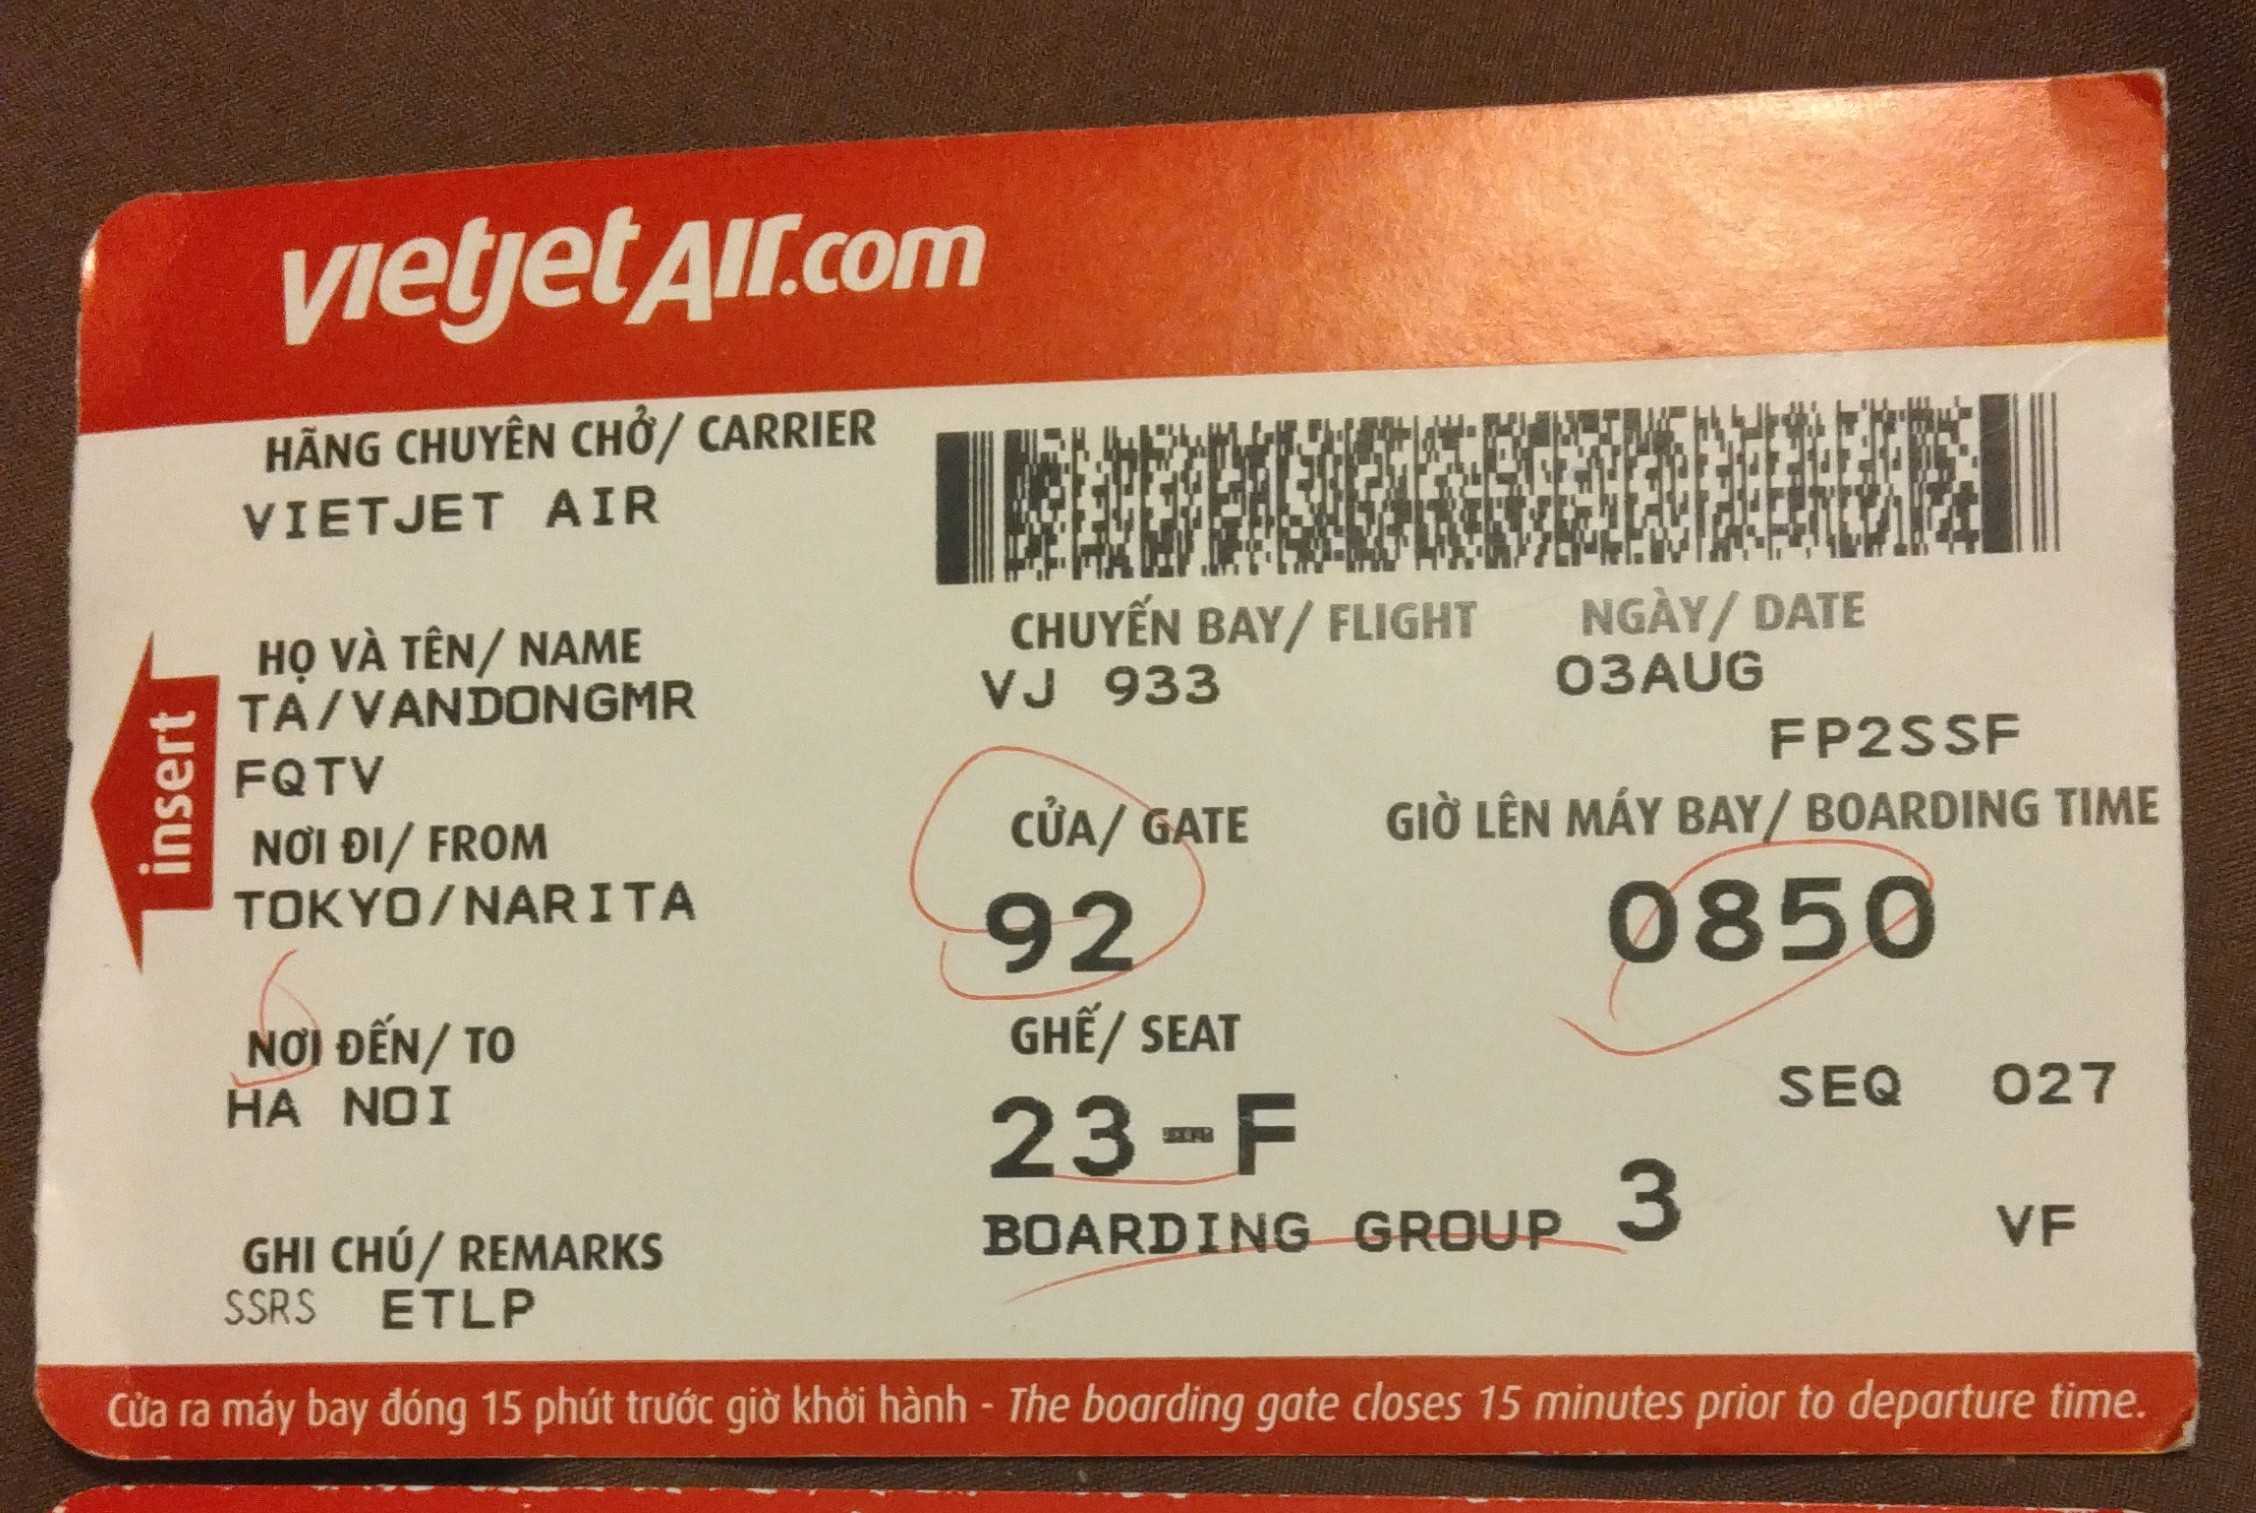 vietjetAir.com
HÃNG CHUYÊN CHỞ/ CARRIER
VIETJET AIR
HỌ VÀ TÊN/ NAME
TA/VANDONGMR
FQTV
NƠI ĐI/ FROM
TOKYO/NARITA
NƠI ĐẾN/ TO
HA NOI
GHI CHÚ/ REMARKS
SSRS ETLP
insert
CHUYẾN BAY/ FLIGHT
VJ 933
NGÀY/ DATE
03AUG
FP2SSF
CỬA/ GATE
92
GIỜ LÊN MÁY BAY/ BOARDING TIME
0850
GHẾ/ SEAT
23-F
SEQ 027
BOARDING GROUP 3
VF
Cửa ra máy bay đóng 15 phút trước giờ khởi hành - The boarding gate closes 15 minutes prior to departure time.